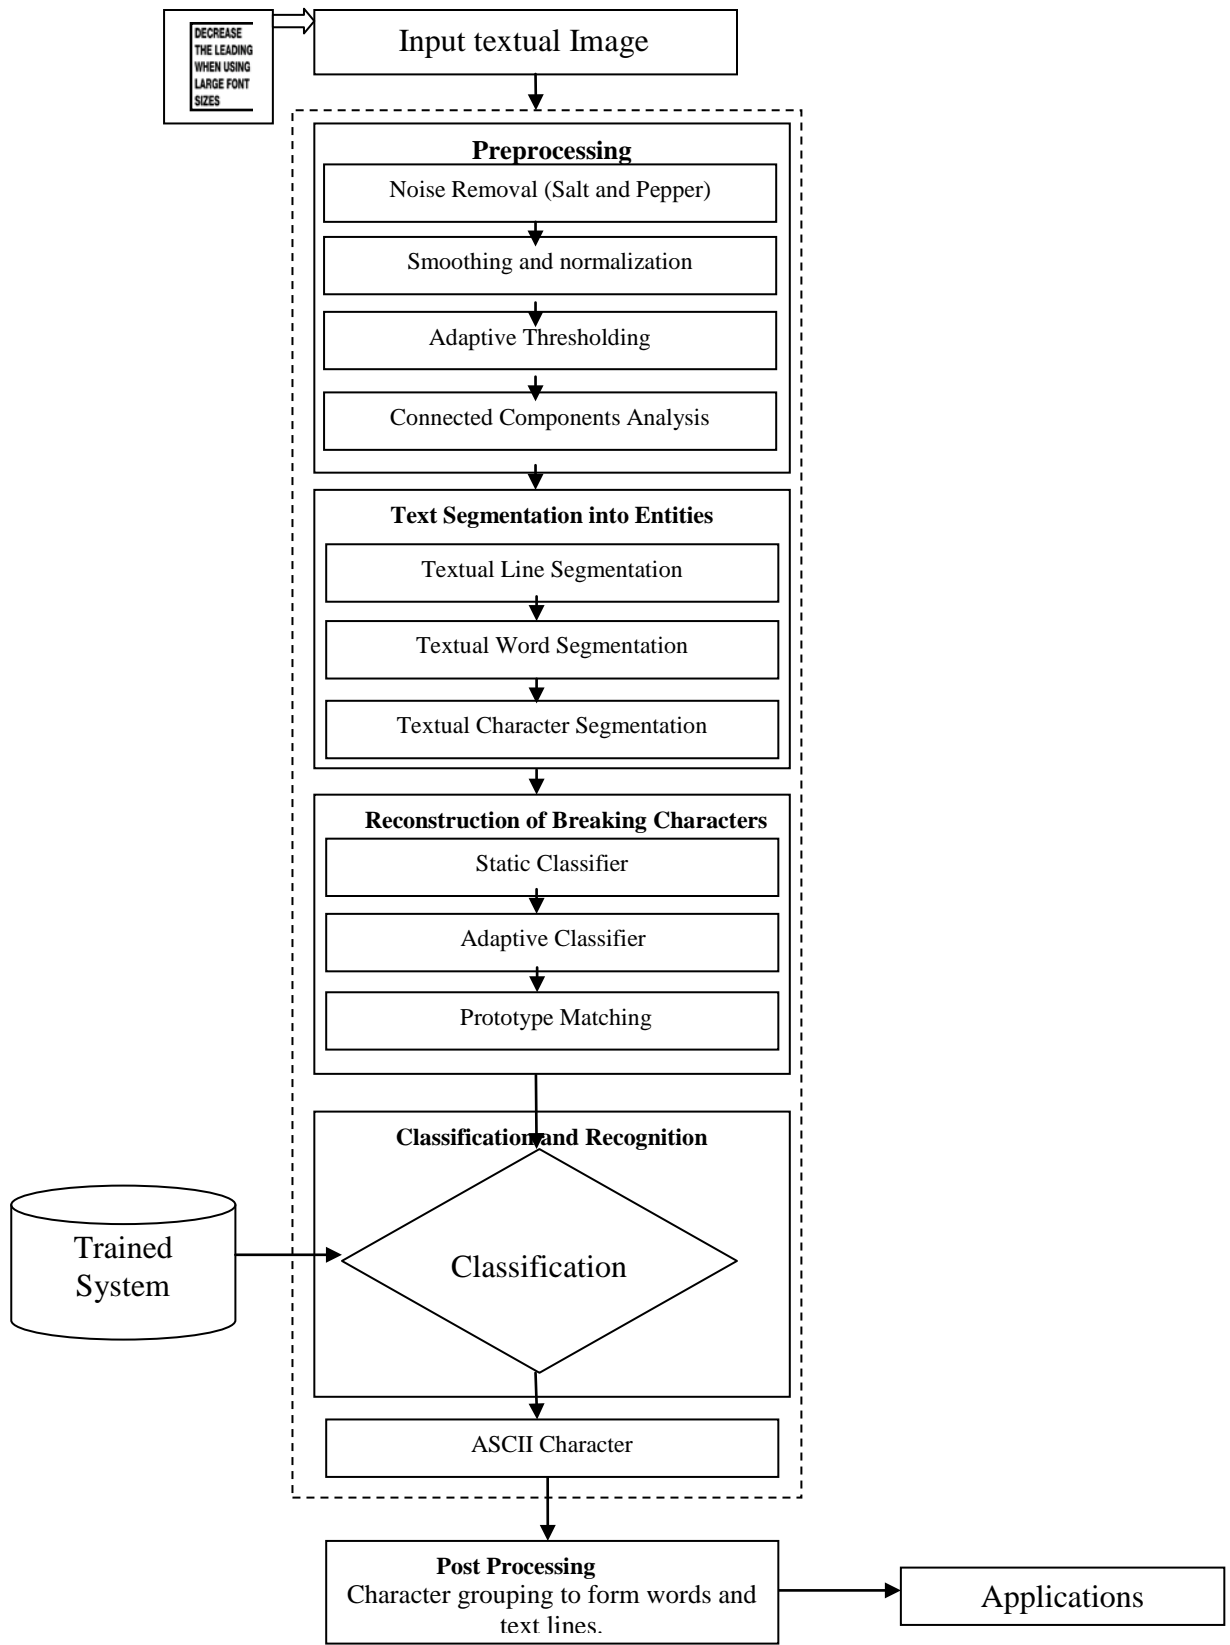 DECREASE
THE LEADING
WHEN USING
LARGE FONT
SIZES
Input textual Image
Preprocessing
Noise Removal (Salt and Pepper)
Smoothing and normalization
Adaptive Thresholding
Connected Components Analysis
Text Segmentation into Entities
Textual Line Segmentation
Textual Word Segmentation
Textual Character Segmentation
Reconstruction of Breaking Characters
Static Classifier
Adaptive Classifier
Prototype Matching
Classification and Recognition
Trained
System
Classification
ASCII Character
Post Processing
Character grouping to form words and
text lines.
Applications